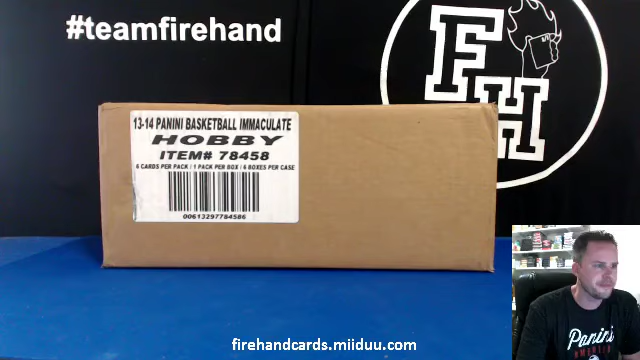 #teamfirehand
FH
13-14 PANINI BASKETBALL IMMACULATE
HOBBY
ITEM# 78458
6 CARDS PER PACK / 1 PACK PER BOX / 6 BOXES PER CASE
00613297784586
Panini
firehandcards.miiduu.com